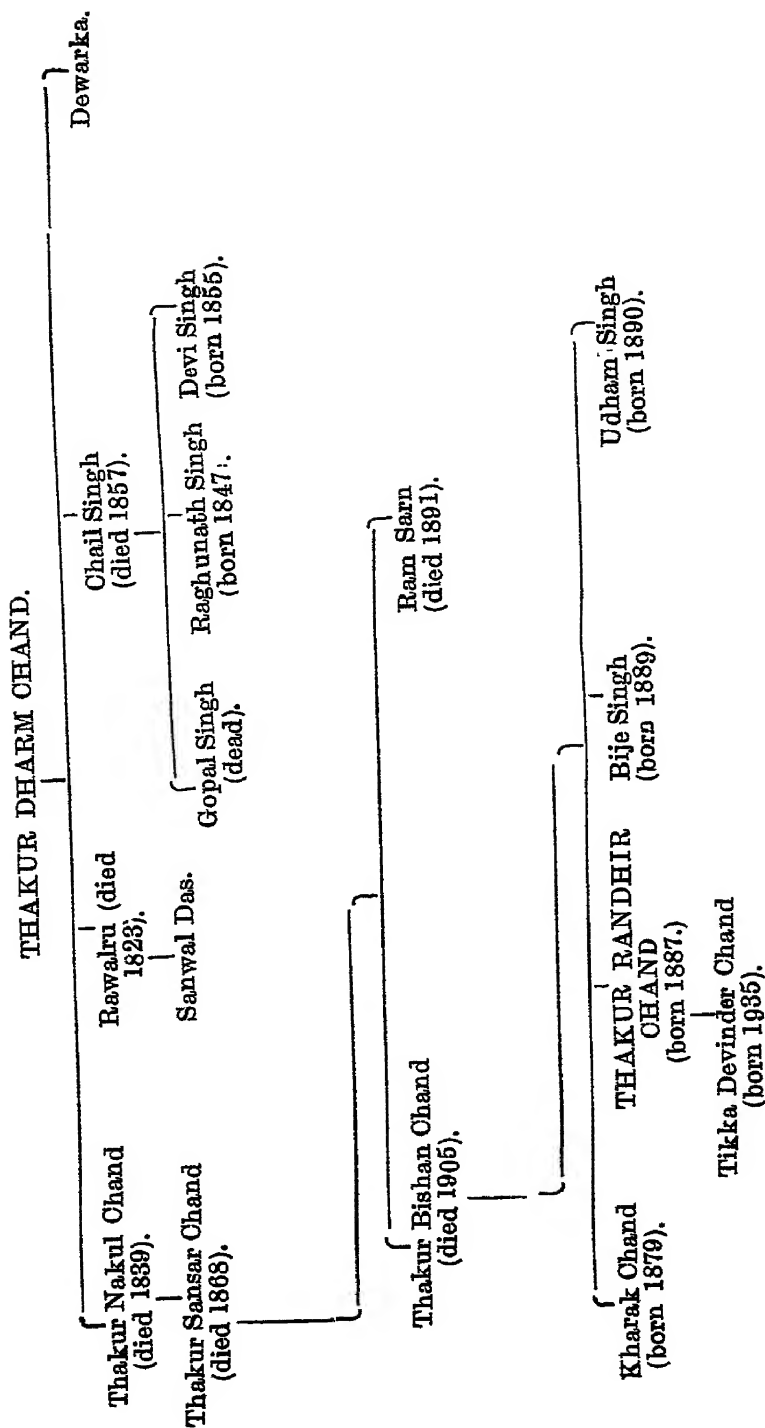 THAKUR DHARM CHAND.
Thakur Nakul Chand
(died 1839).
Rawalru (died
1823).
Chail Singh
(died 1857).
Dewarka.
Thakur Sansar Chand
(died 1868).
Sanwal Das.
Gopal Singh
(dead).
Raghunath Singh
(born 1847).
Devi Singh
(born 1855).
Thakur Bishan Chand
(died 1905).
Ram Sarn
(died 1891).
Kharak Chand
(born 1879).
THAKUR RANDHIR
CHAND
(born 1887.)
Bije Singh
(born 1889).
Udham Singh
(born 1890).
Tikka Devinder Chand
(born 1935).